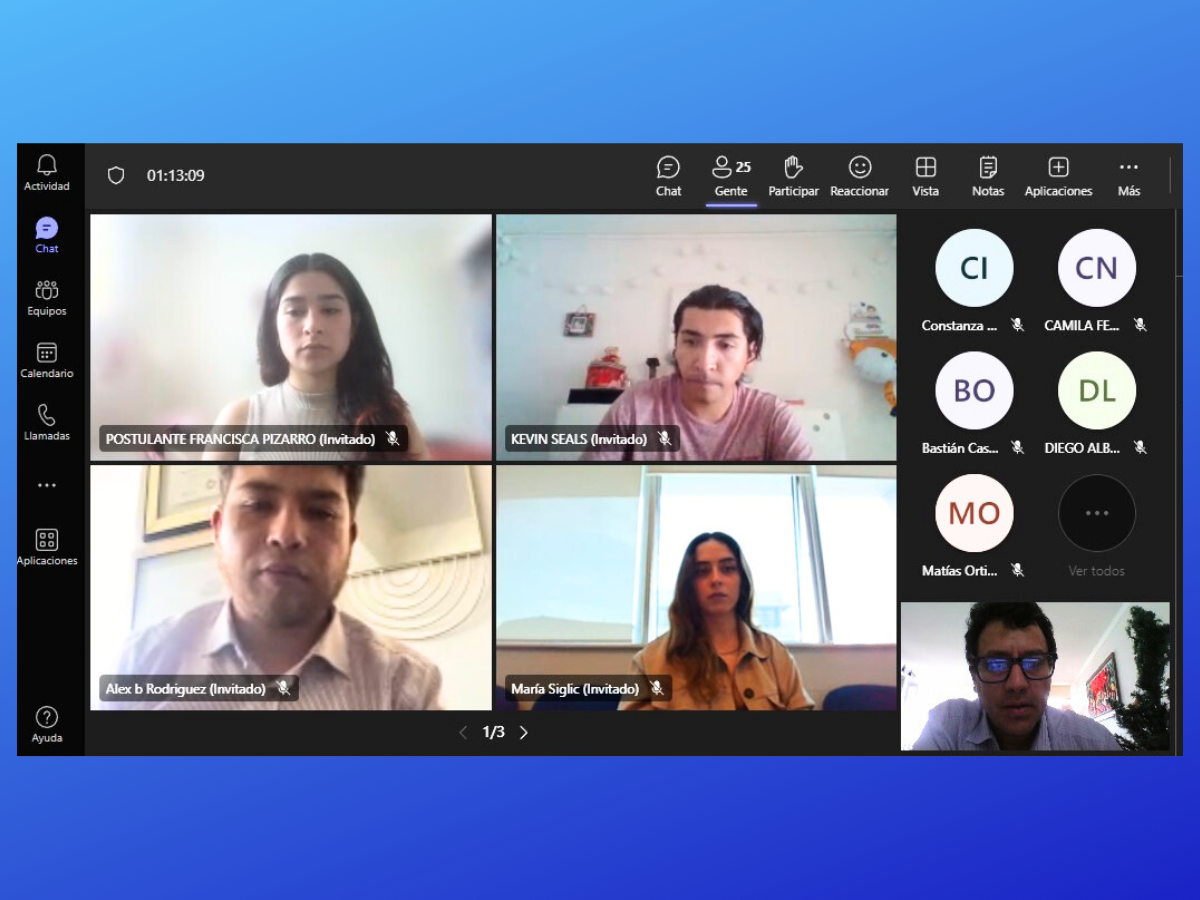 Actividad
Chat
Equipos
Calendario
Llamadas
Aplicaciones
Ayuda
01:13:09
Chat
25
Gente
Participar
Reaccionar
Vista
Notas
Aplicaciones
Más
POSTULANTE FRANCISCA PIZARRO (Invitado)
KEVIN SEALS (Invitado)
Alex b Rodriguez (Invitado)
María Siglic (Invitado)
1/3
CI
CN
Constanza ...
CAMILA FE...
BO
DL
Bastián Cas...
DIEGO ALB...
MO
Matías Orti...
Ver todos